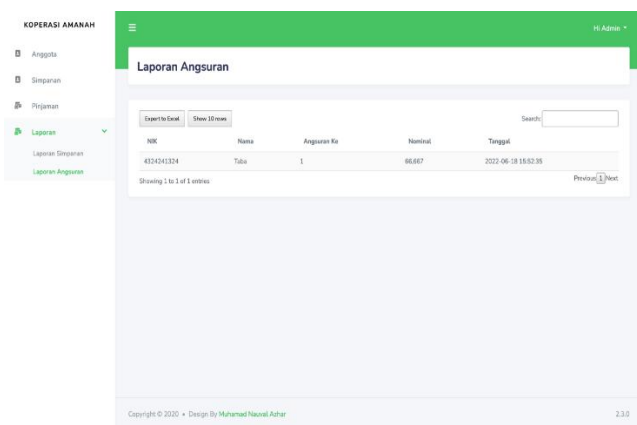 KOPERASI AMANAH
Hi Admin
Anggota
Simpanan
Pinjaman
Laporan
Laporan Simpanan
Laporan Angsuran
Laporan Angsuran
Export to Excel Show 10 rows Search:
NIK Nama Angsuran Ke Nominal Tanggal
4324241324 Taba 1 66,667 2022-06-18 15:52:35
Showing 1 to 1 of 1 entries Previous 1 Next
Copyright © 2020 • Design By Muhamad Nauval Azhar 2.3.0